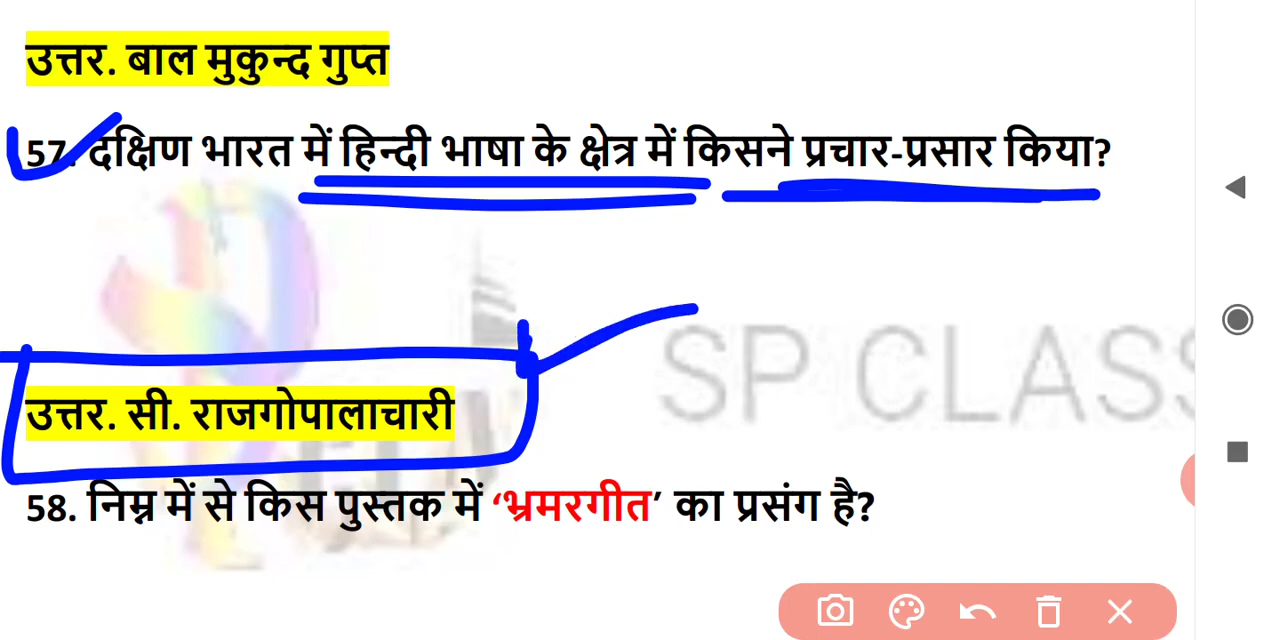 उत्तर. बाल मुकुन्द गुप्त
57. दक्षिण भारत में हिन्दी भाषा के क्षेत्र में किसने प्रचार-प्रसार किया?
SP CLASS
उत्तर. सी. राजगोपालाचारी
58. निम्न में से किस पुस्तक में ‘भ्रमरगीत’ का प्रसंग है?